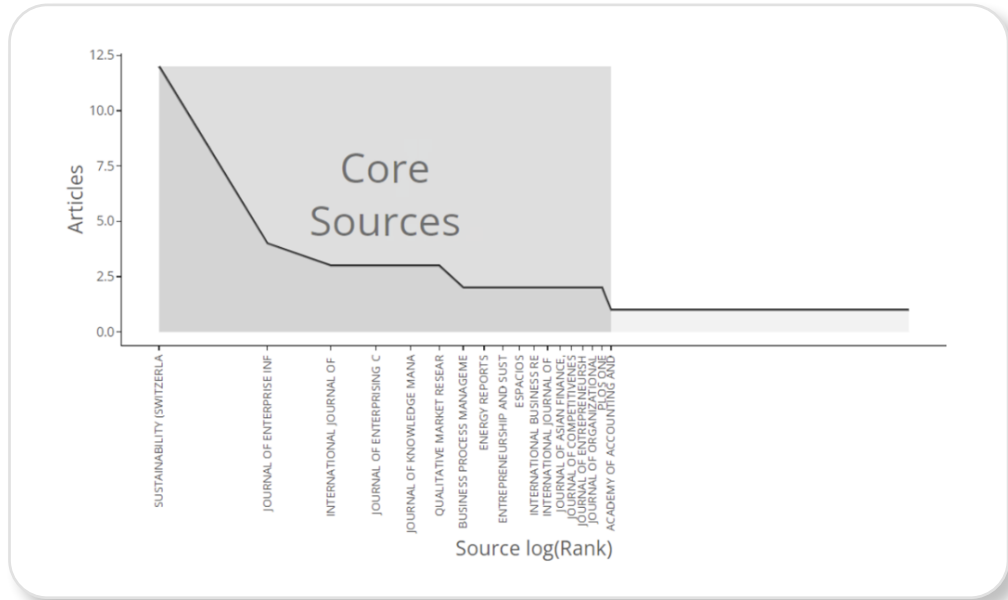 12.5
10.0
7.5
5.0
2.5
0.0
Articles
Core
Sources
SUSTAINABILITY (SWITZERLA
JOURNAL OF ENTERPRISE INF
INTERNATIONAL JOURNAL OF
JOURNAL OF ENTERPRISING C
JOURNAL OF KNOWLEDGE MANA
QUALITATIVE MARKET RESEAR
BUSINESS PROCESS MANAGEME
ENERGY REPORTS
ENTREPRENEURSHIP AND SUST
ESPACIOS
INTERNATIONAL BUSINESS RE
INTERNATIONAL JOURNAL OF
JOURNAL OF ASIAN FINANCE,
JOURNAL OF COMPETITIVENES
JOURNAL OF ENTREPRENEURSH
JOURNAL OF ORGANIZATIONAL
PLOS ONE
ACADEMY OF ACCOUNTING AND
Source log(Rank)